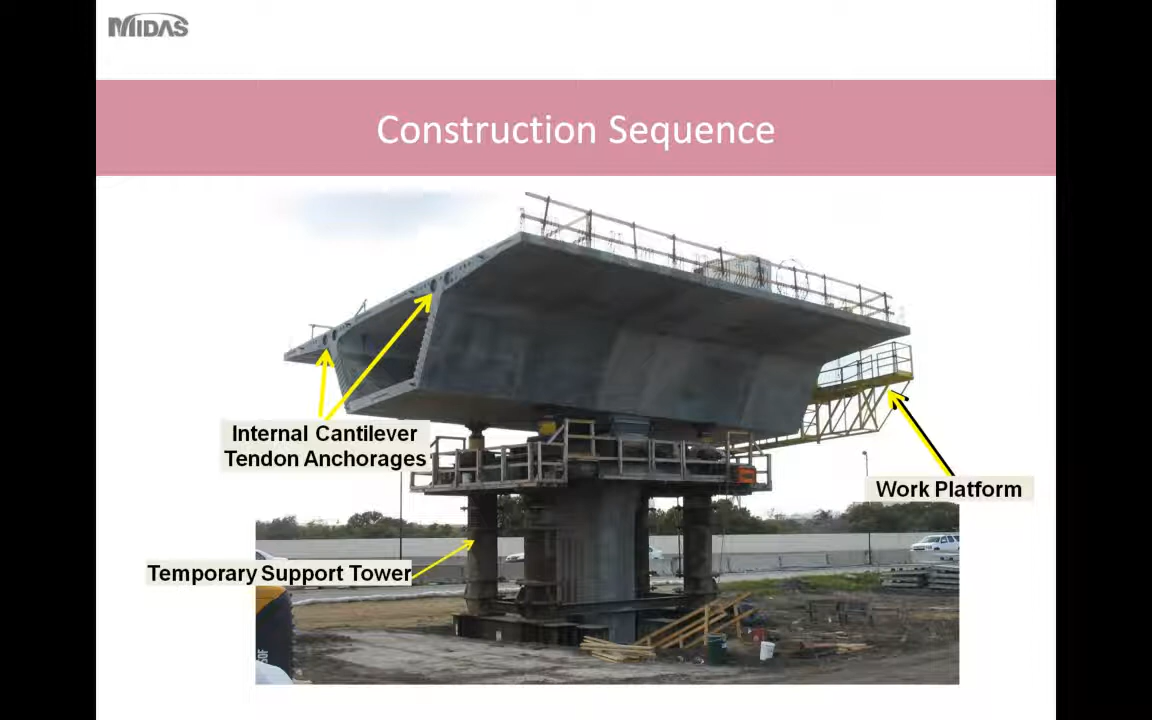 MIDAS
Construction Sequence
Internal Cantilever
Tendon Anchorages
Work Platform
Temporary Support Tower